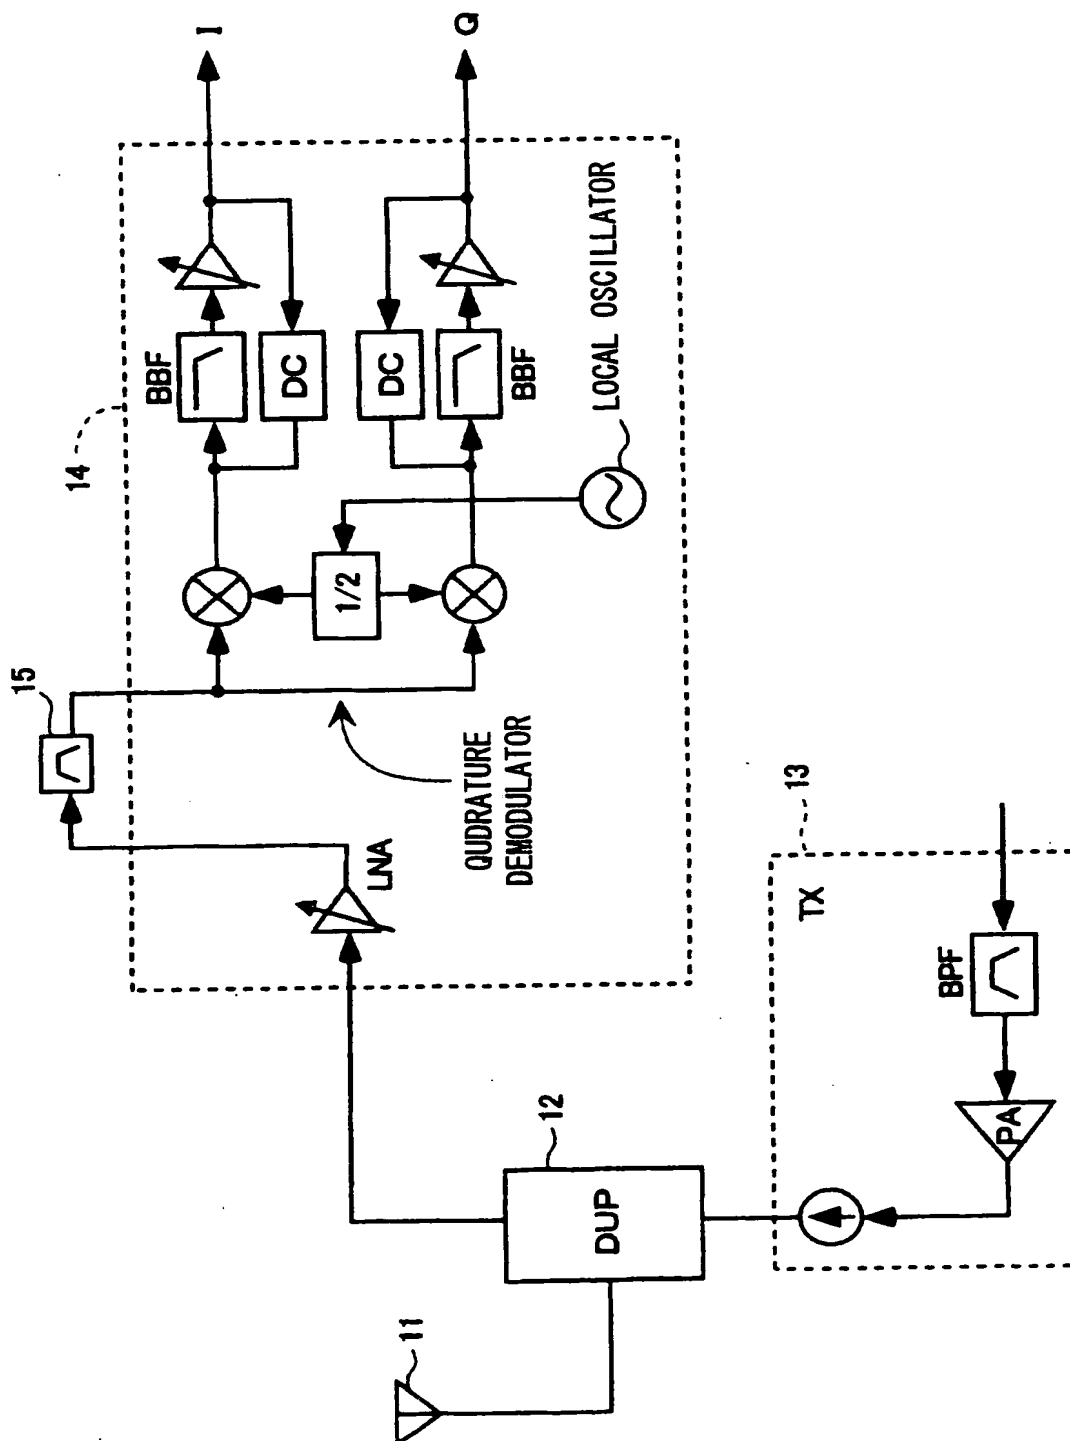 I
Q
14
BBF
DC
DC
BBF
LOCAL OSCILLATOR
1/2
15
QUDRATURE
DEMODULATOR
LNA
13
TX
BPF
PA
12
DUP
11